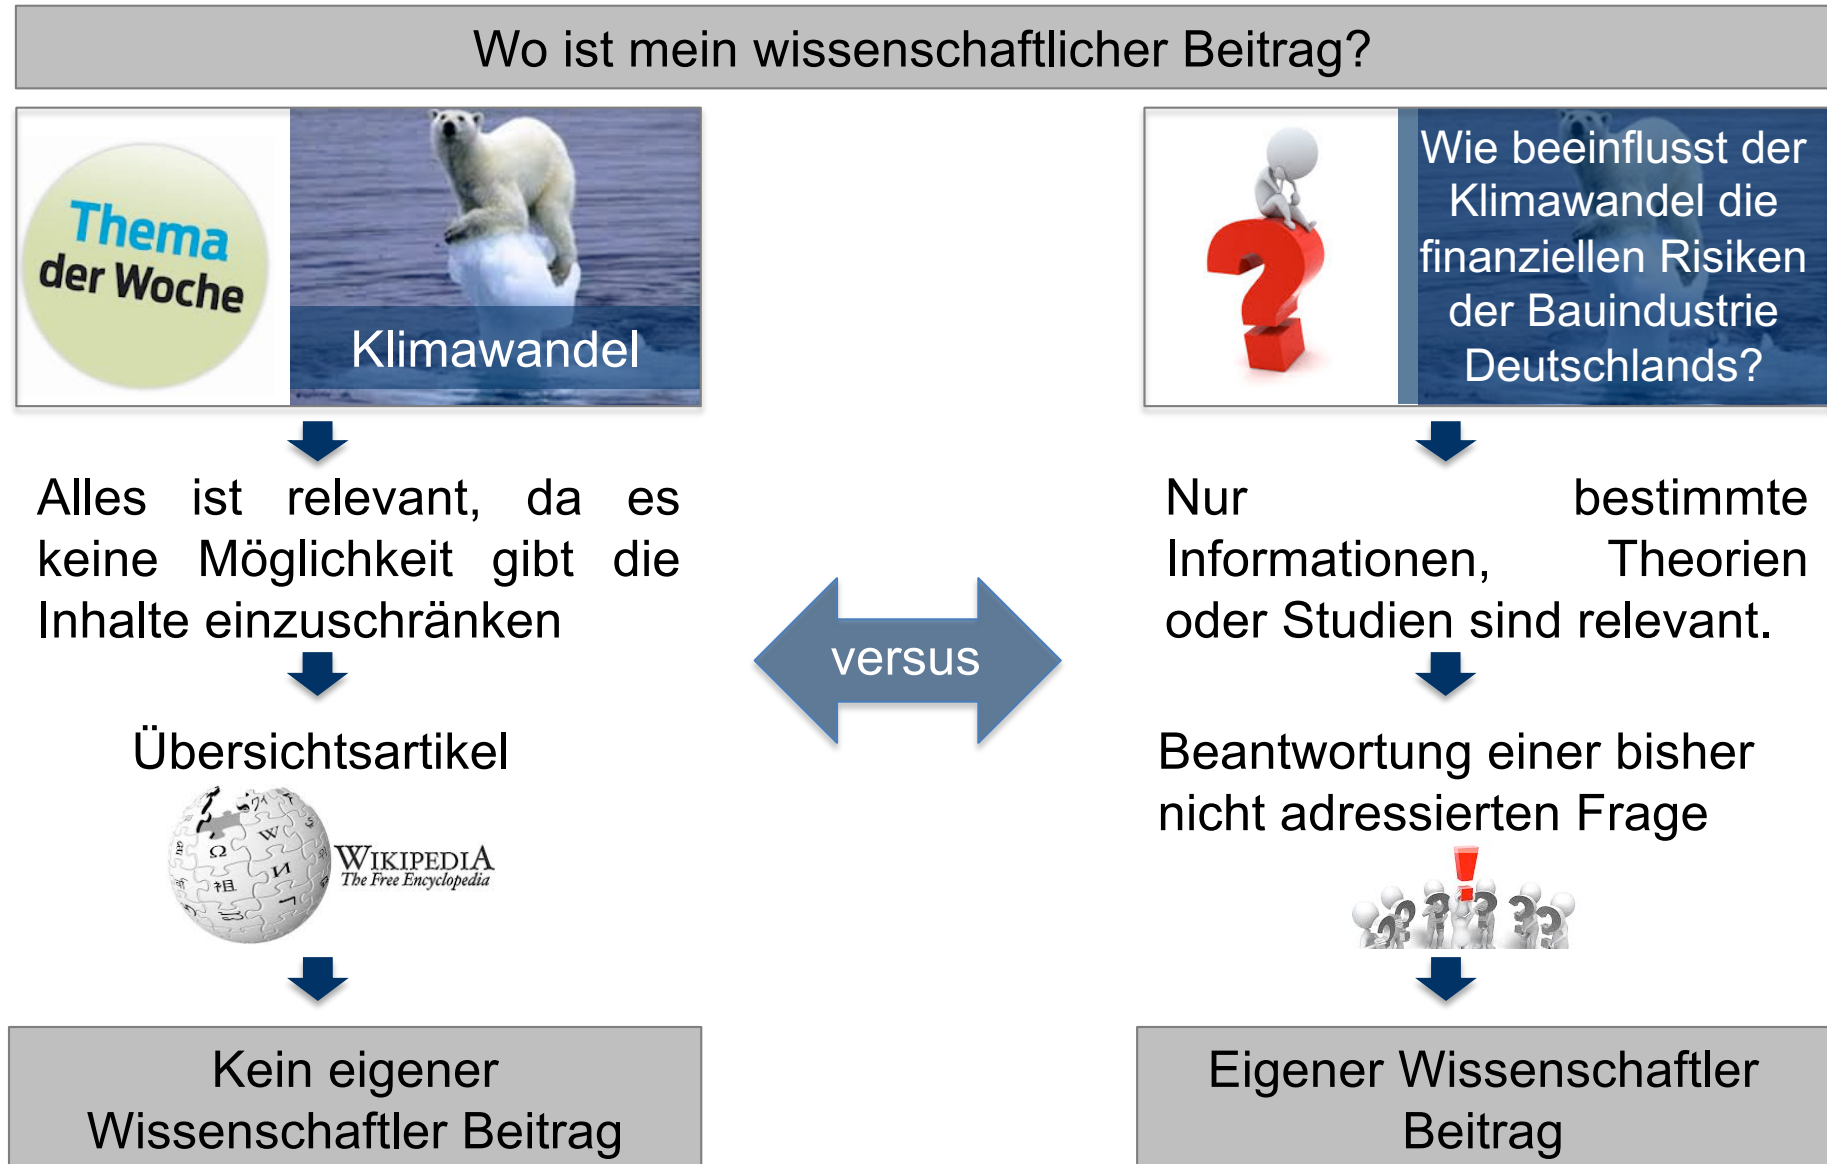 Wo ist mein wissenschaftlicher Beitrag?
Thema
der Woche
Klimawandel
Alles ist relevant, da es
keine Möglichkeit gibt die
Inhalte einzuschränken
Übersichtsartikel
WIKIPEDIA
The Free Encyclopedia
Kein eigener
Wissenschaftler Beitrag
versus
Wie beeinflusst der
Klimawandel die
finanziellen Risiken
der Bauindustrie
Deutschlands?
Nur bestimmte
Informationen, Theorien
oder Studien sind relevant.
Beantwortung einer bisher
nicht adressierten Frage
Eigener Wissenschaftler
Beitrag